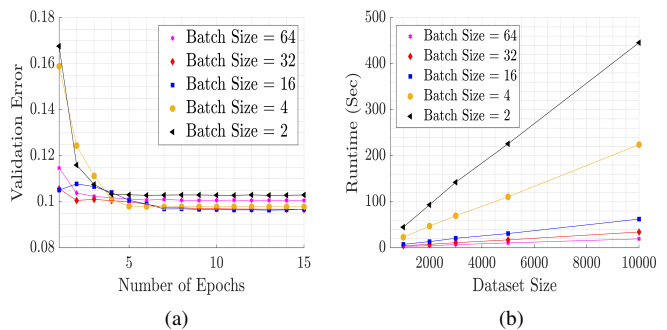 0.18
0.16
0.14
0.12
0.1
0.08
Validation Error
Batch Size = 64
Batch Size = 32
Batch Size = 16
Batch Size = 4
Batch Size = 2
5
10
15
Number of Epochs
(a)
500
400
300
200
100
0
Runtime (Sec)
Batch Size = 64
Batch Size = 32
Batch Size = 16
Batch Size = 4
Batch Size = 2
2000
4000
6000
8000
10000
Dataset Size
(b)